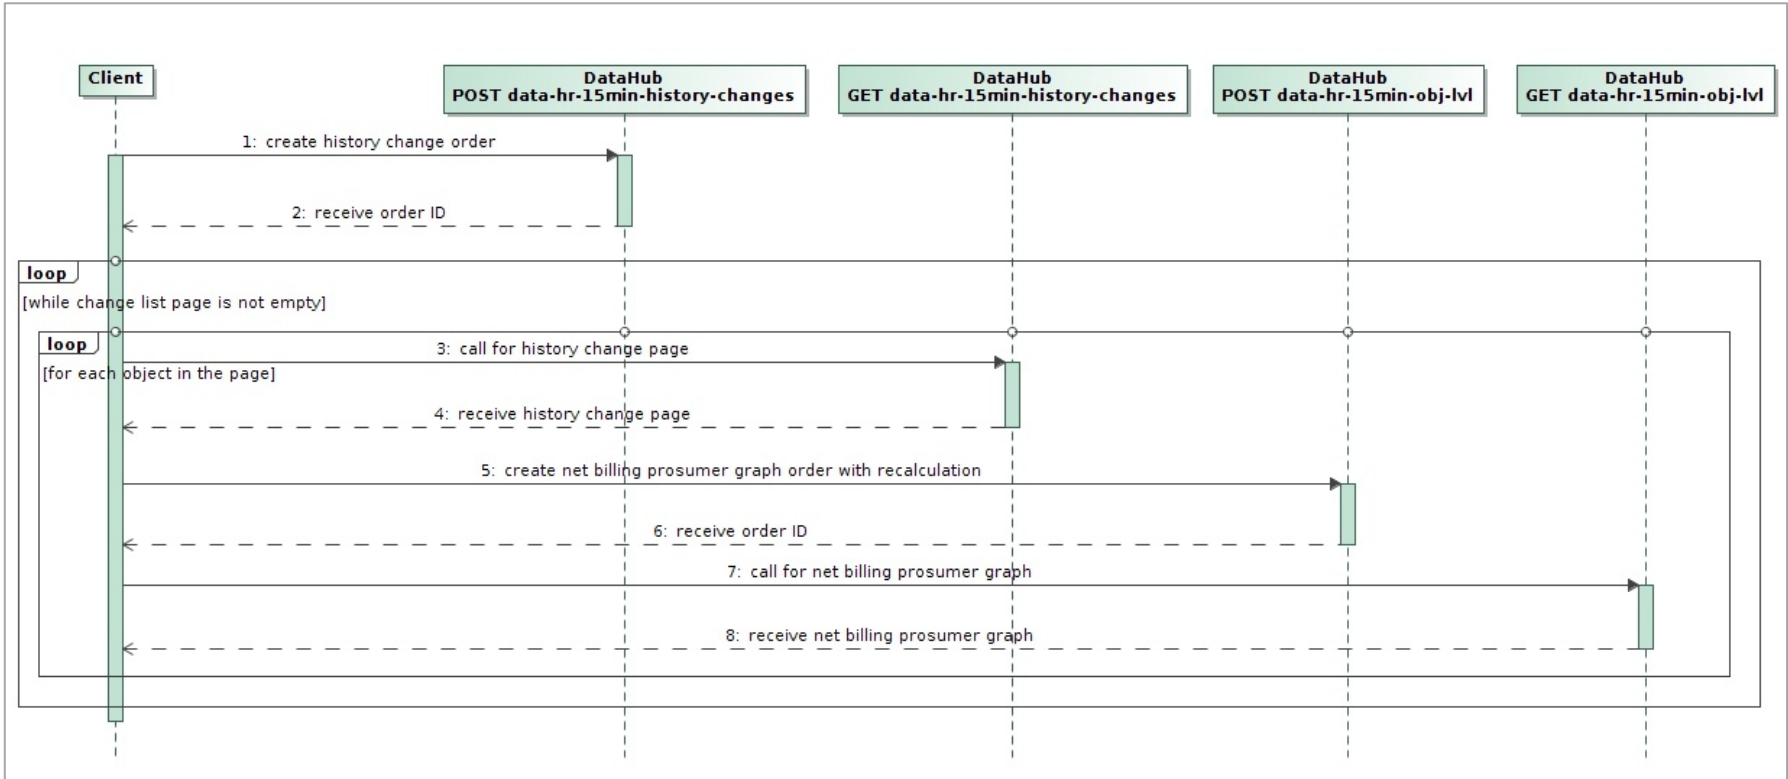 Client
DataHub
POST data-hr-15min-history-changes
DataHub
GET data-hr-15min-history-changes
DataHub
POST data-hr-15min-obj-lvl
DataHub
GET data-hr-15min-obj-lvl
1: create history change order
2: receive order ID
loop
[while change list page is not empty]
loop
3: call for history change page
[for each object in the page]
4: receive history change page
5: create net billing prosumer graph order with recalculation
6: receive order ID
7: call for net billing prosumer graph
8: receive net billing prosumer graph